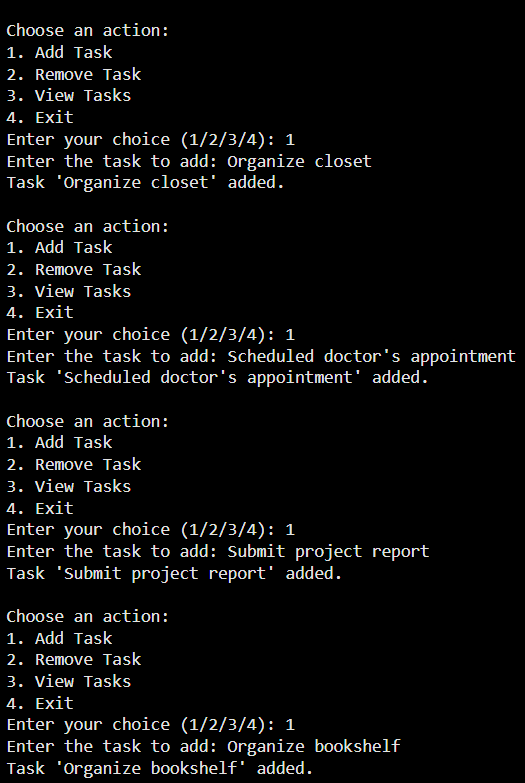 Choose an action:
1. Add Task
2. Remove Task
3. View Tasks
4. Exit
Enter your choice (1/2/3/4): 1
Enter the task to add: Organize closet
Task 'Organize closet' added.
Choose an action:
1. Add Task
2. Remove Task
3. View Tasks
4. Exit
Enter your choice (1/2/3/4): 1
Enter the task to add: Scheduled doctor's appointment
Task 'Scheduled doctor's appointment' added.
Choose an action:
1. Add Task
2. Remove Task
3. View Tasks
4. Exit
Enter your choice (1/2/3/4): 1
Enter the task to add: Submit project report
Task 'Submit project report' added.
Choose an action:
1. Add Task
2. Remove Task
3. View Tasks
4. Exit
Enter your choice (1/2/3/4): 1
Enter the task to add: Organize bookshelf
Task 'Organize bookshelf' added.